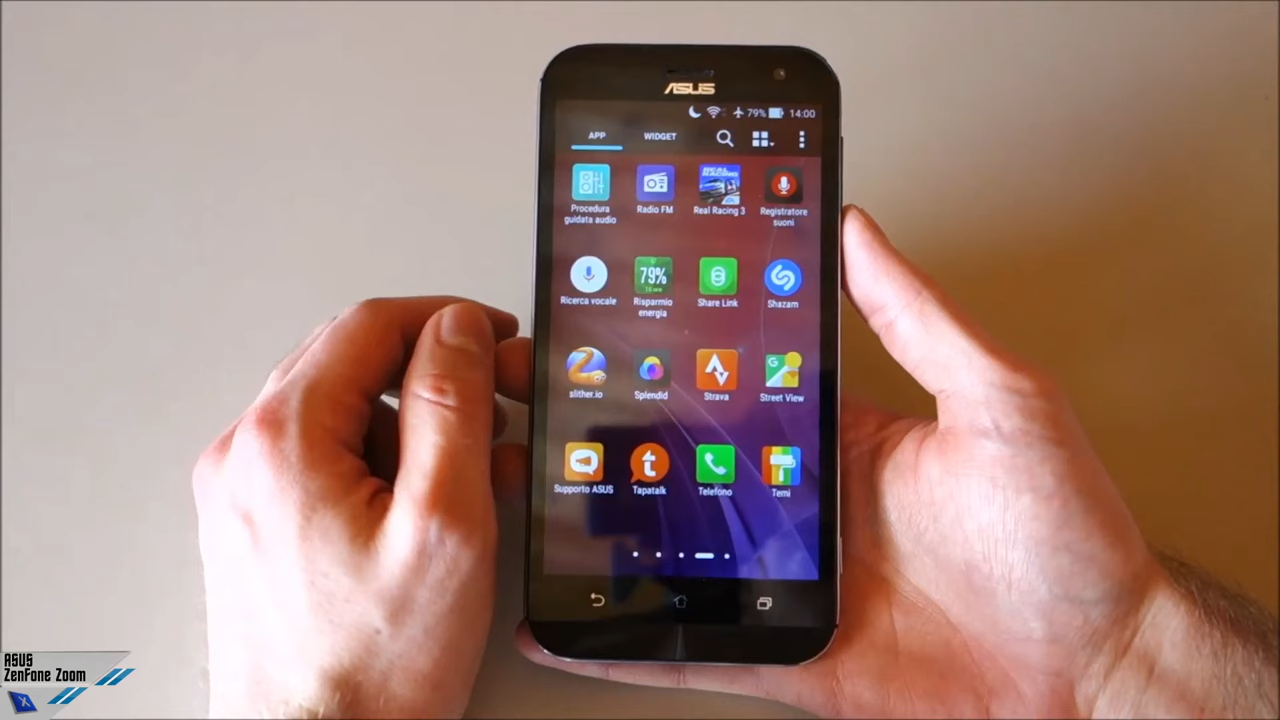 ASUS
79% 14:00
APP WIDGET
REAL RACING
Procedura guidata audio
Radio FM
Real Racing 3
Registratore suoni
79%
Ricerca vocale
Risparmio energia
Share Link
Shazam
G
slither.io
Splendid
Strava
Street View
t
Supporto ASUS
Tapatalk
Telefono
Temi
ASUS
ZenFone Zoom
X